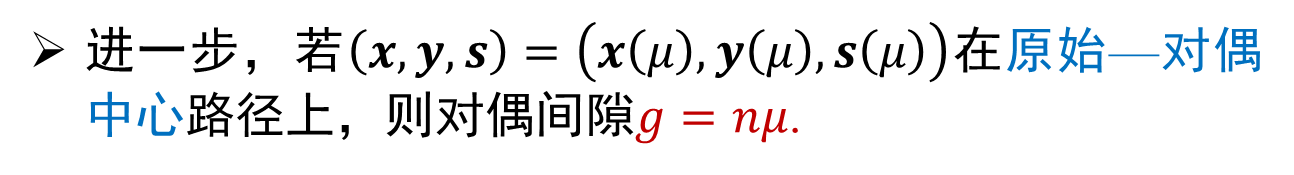 ➢ 进一步，若(𝒙, 𝒚, 𝒔) = (𝒙(𝜇), 𝒚(𝜇), 𝒔(𝜇))在原始—对偶
中心路径上，则对偶间隙𝑔 = 𝑛𝜇.